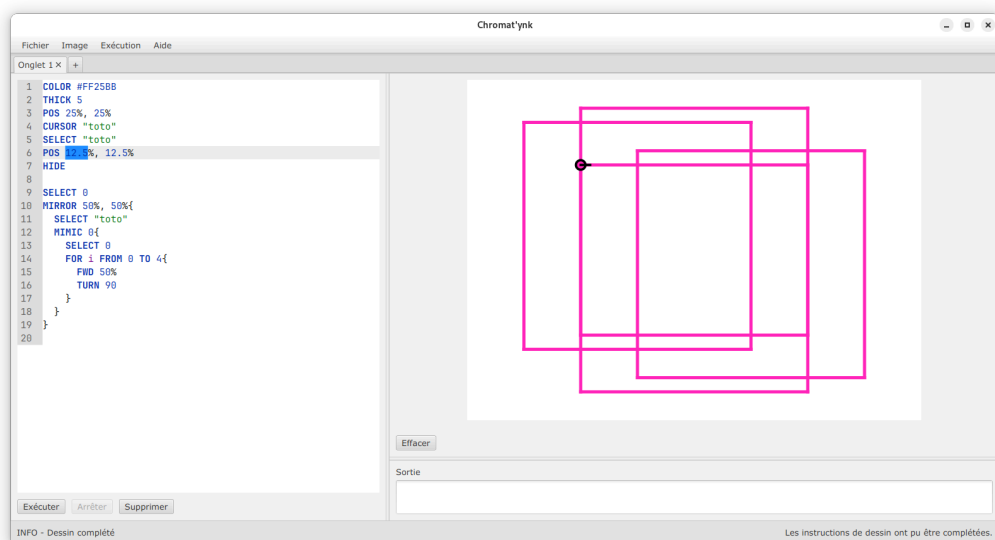 Chromat'ynk
Fichier Image Exécution Aide
Onglet 1 × +
1 COLOR #FF25BB
2 THICK 5
3 POS 25%, 25%
4 CURSOR "toto"
5 SELECT "toto"
6 POS 12.5%, 12.5%
7 HIDE
8
9 SELECT 0
10 MIRROR 50%, 50%{
11 SELECT "toto"
12 MIMIC 0{
13 SELECT 0
14 FOR i FROM 0 TO 4{
15 FWD 50%
16 TURN 90
17 }
18 }
19 }
20
Effacer
Sortie
Exécuter Arrêter Supprimer
INFO - Dessin complété Les instructions de dessin ont pu être complétées.